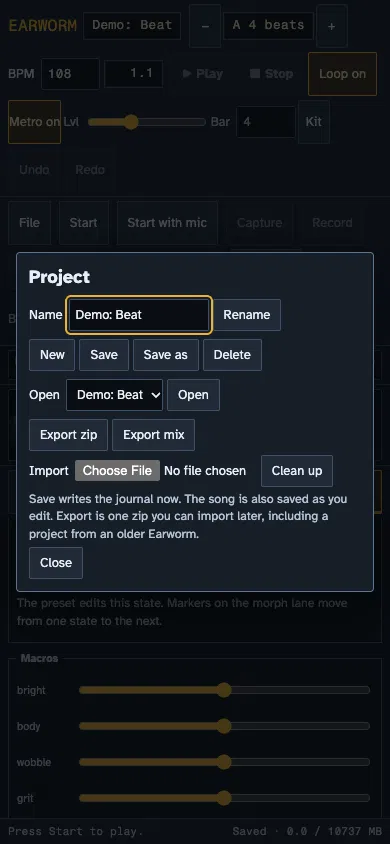 EARWORM Demo: Beat - A 4 beats +
BPM 108 1.1 ▶ Play ■ Stop Loop on
Metro on Lvl Bar 4 Kit
Undo Redo
File Start Start with mic Capture Record
Project
Name Demo: Beat Rename
New Save Save as Delete
Open Demo: Beat Open
Export zip Export mix
Import Choose File No file chosen Clean up
Save writes the journal now. The song is also saved as you
edit. Export is one zip you can import later, including a
project from an older Earworm.
Close
The preset edits this state. Markers on the morph lane move
from one state to the next.
Macros
bright
body
wobble
grit
Press Start to play. Saved · 0.0 / 10737 MB